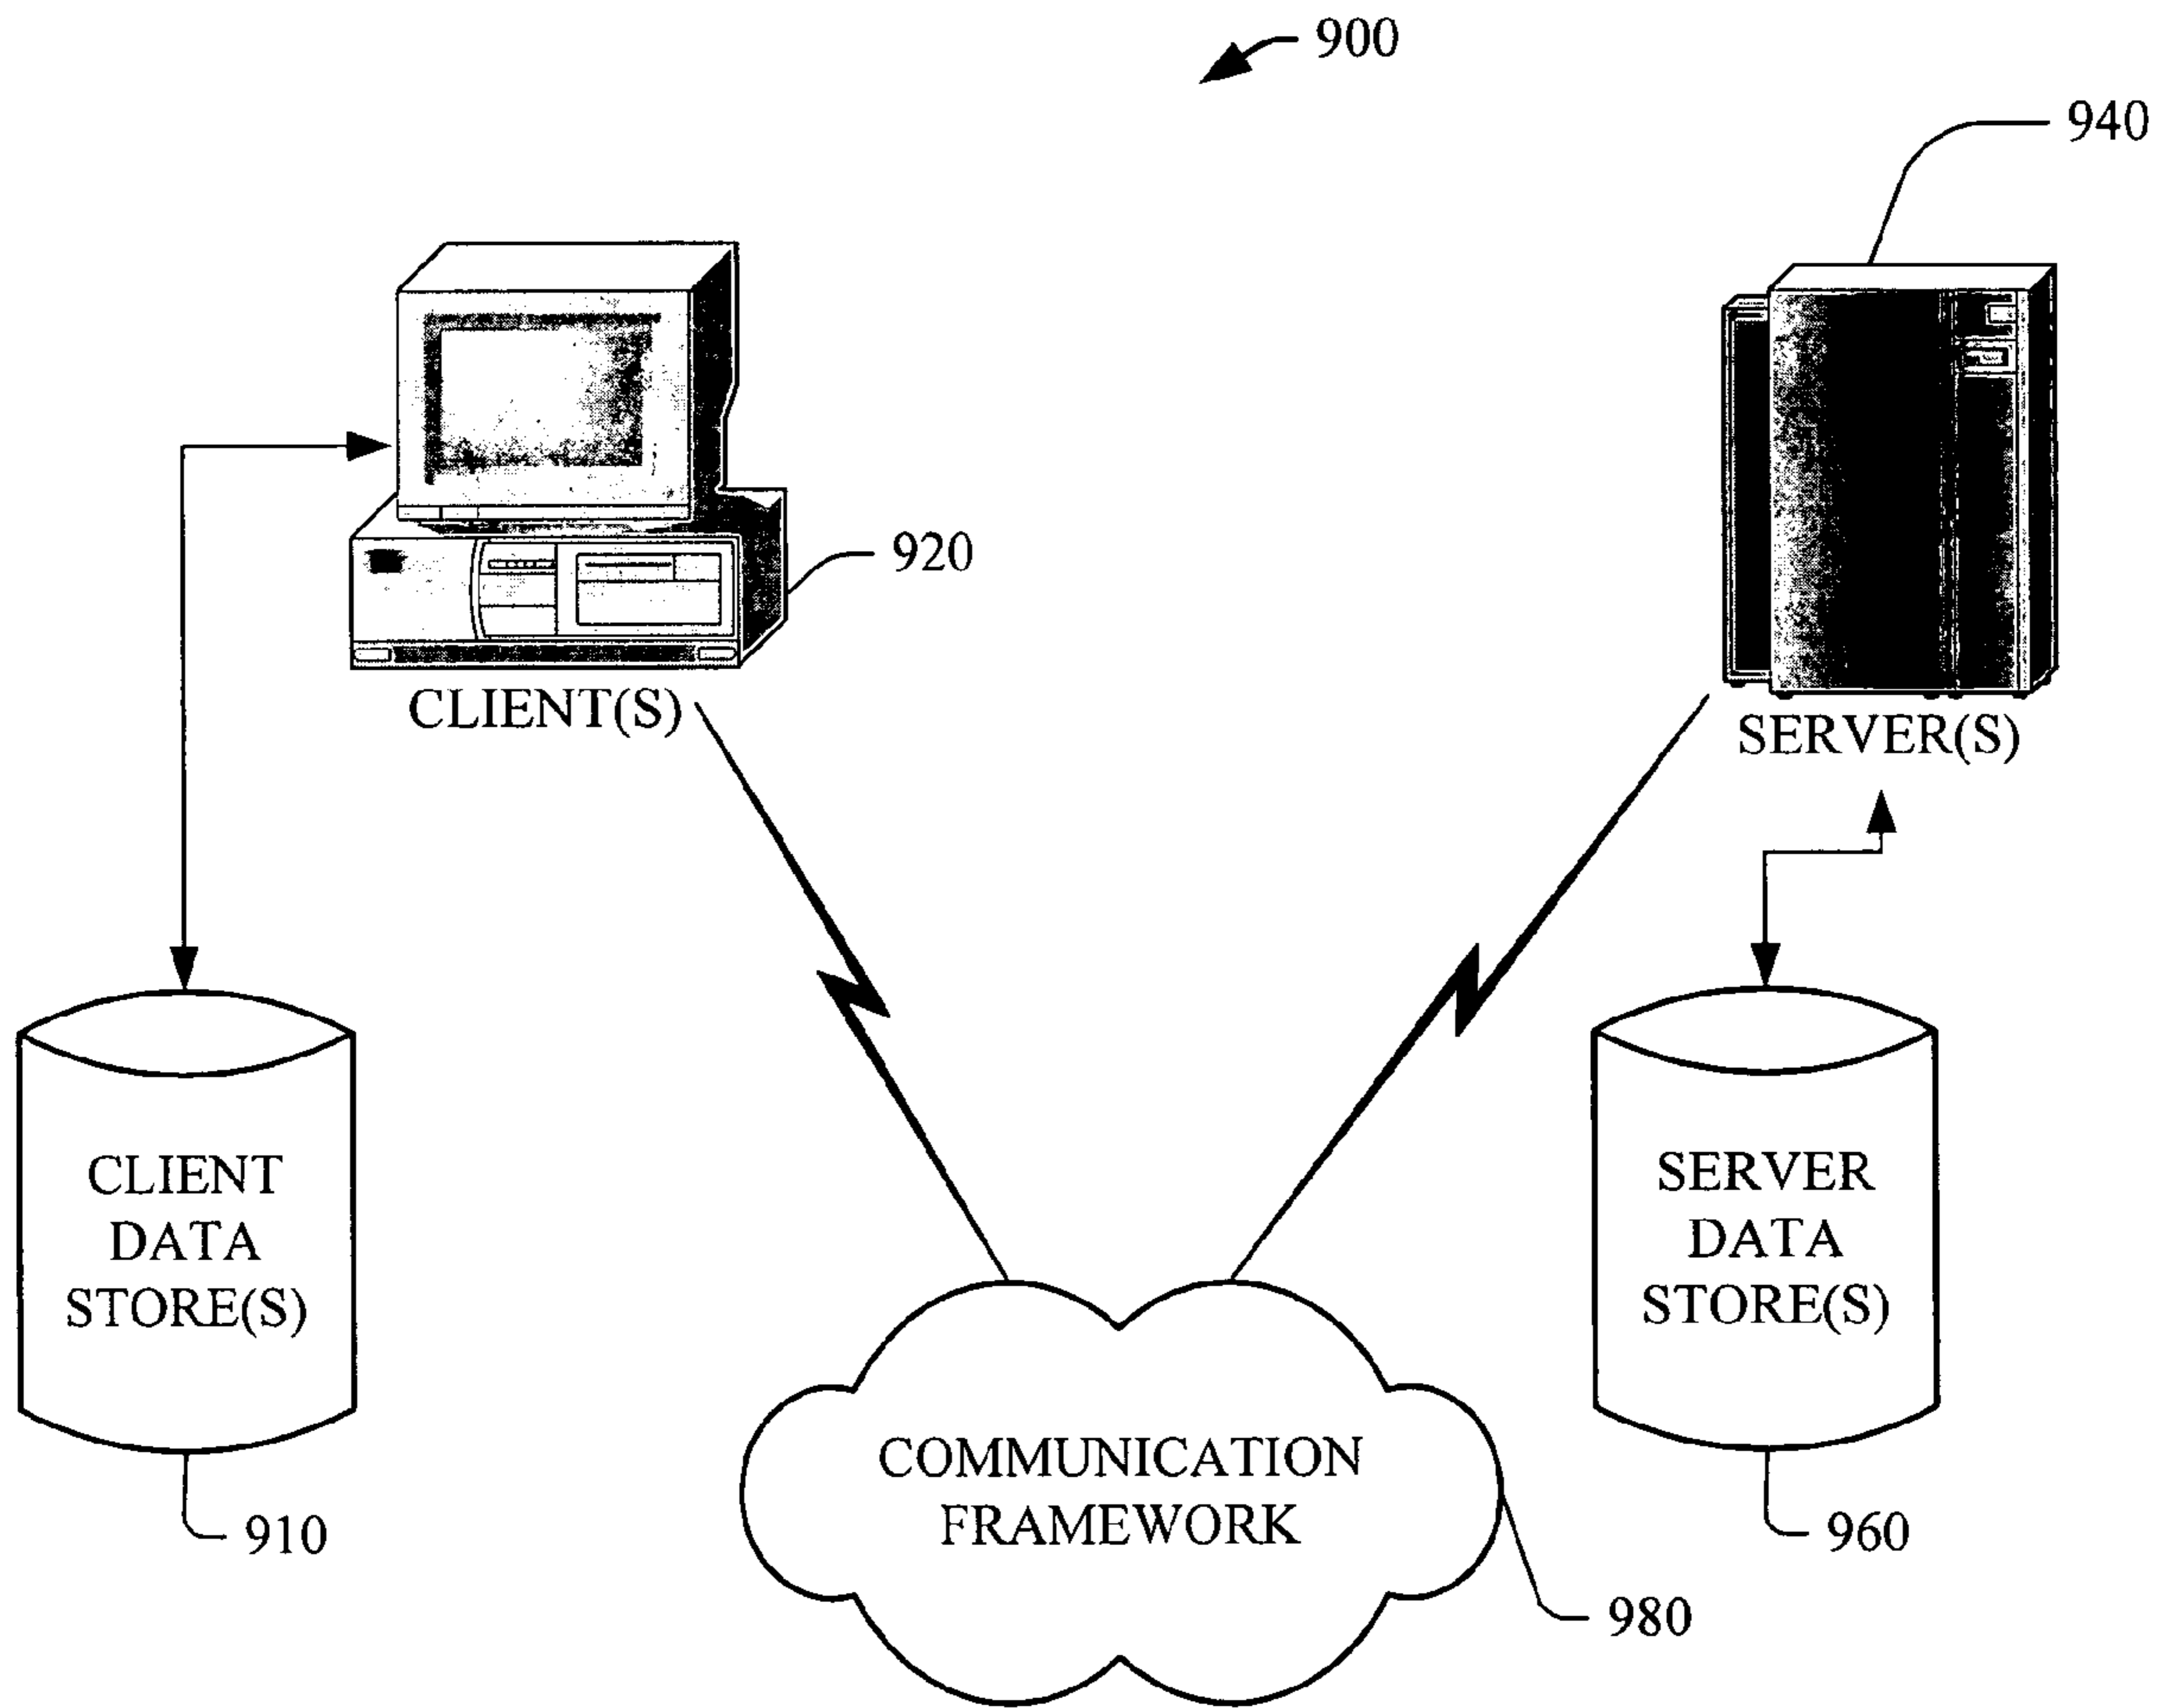 900
940
920
CLIENT(S)
SERVER(S)
CLIENT
DATA
STORE(S)
SERVER
DATA
STORE(S)
COMMUNICATION
FRAMEWORK
910
960
980